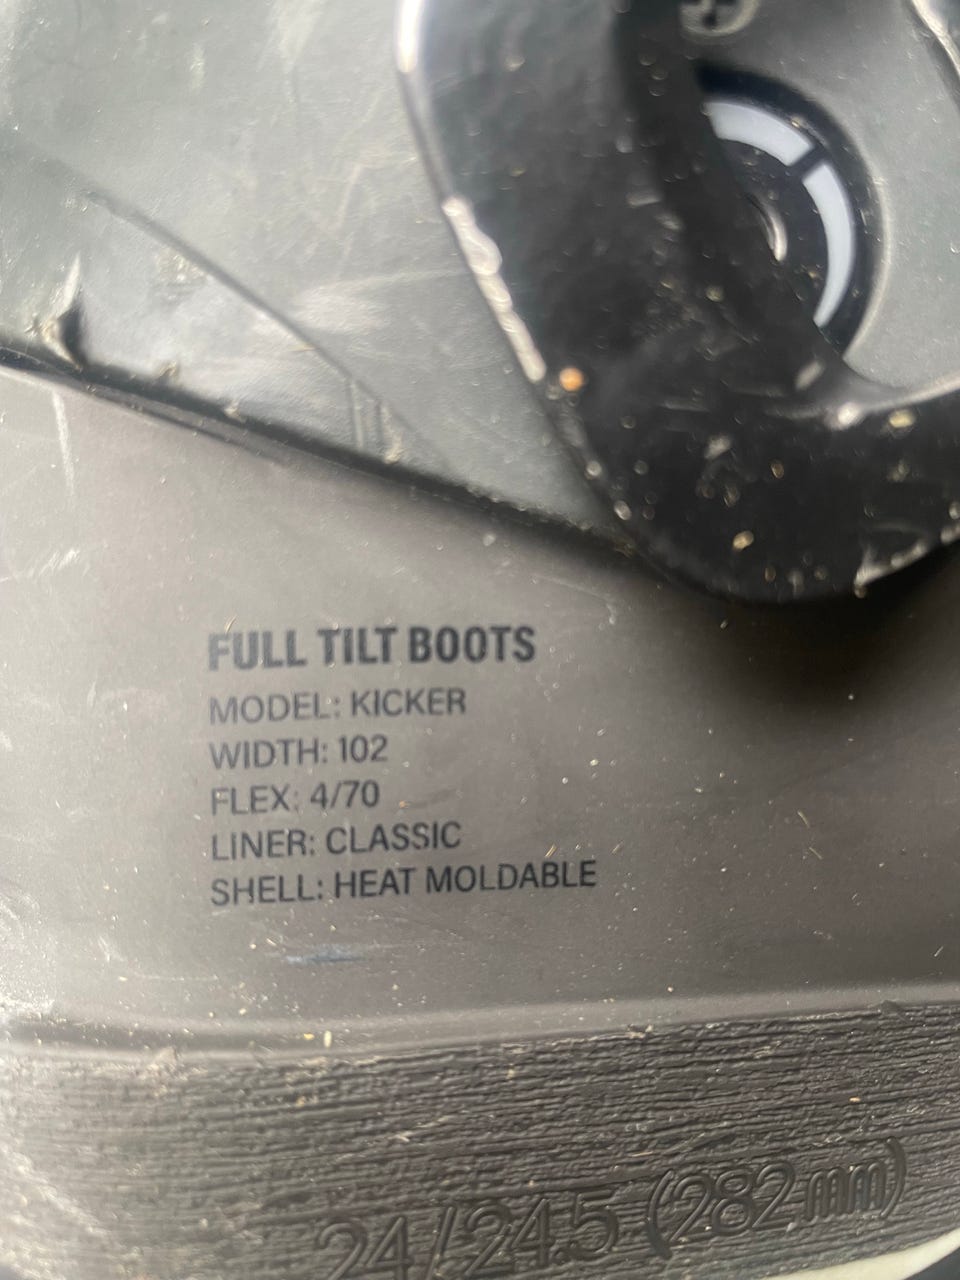 FULL TILT BOOTS
MODEL: KICKER
WIDTH: 102
FLEX: 4/70
LINER: CLASSIC
SHELL: HEAT MOLDABLE
24/24.5 (282mm)